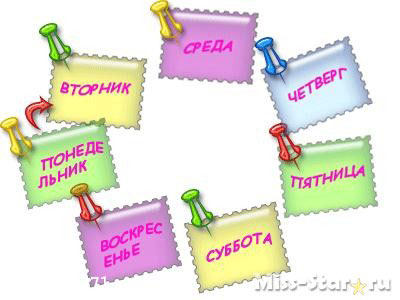 СРЕДА
ВТОРНИК
ЧЕТВЕРГ
ПОНЕДЕ
ЛЬНИК
ПЯТНИЦА
ВОСКРЕС
ЕНЬЕ
СУББОТА
Miss-Star.ru